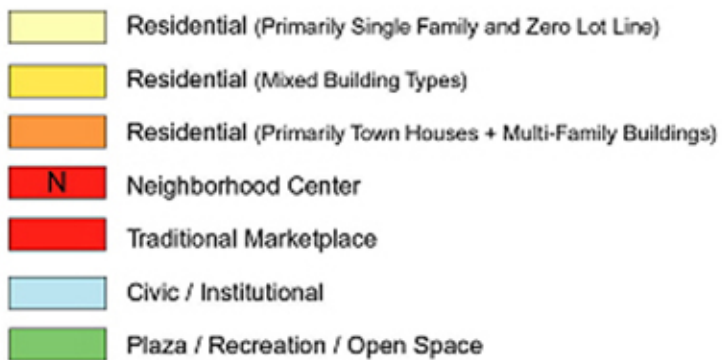 Residential (Primarily Single Family and Zero Lot Line)
Residential (Mixed Building Types)
Residential (Primarily Town Houses + Multi-Family Buildings)
N Neighborhood Center
Traditional Marketplace
Civic / Institutional
Plaza / Recreation / Open Space